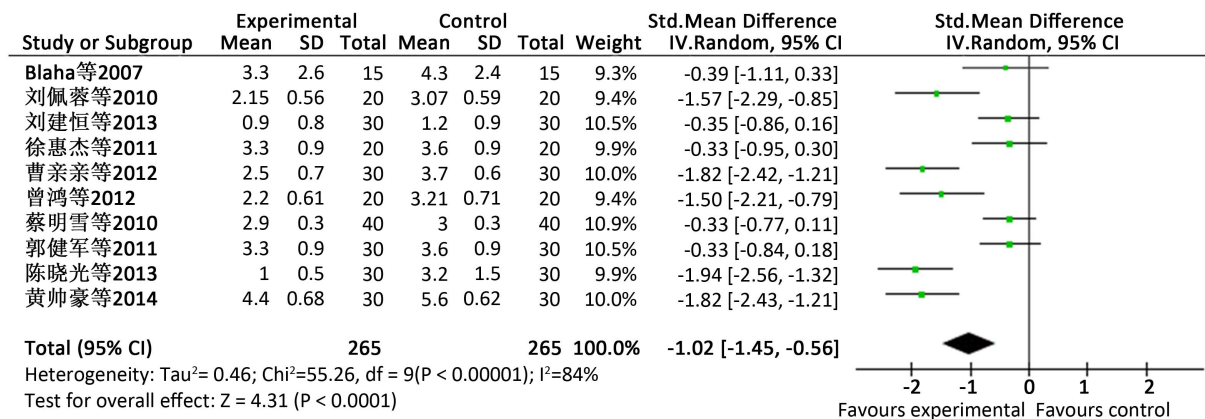 Experimental Control Std.Mean Difference Std.Mean Difference
Study or Subgroup Mean SD Total Mean SD Total Weight IV.Random, 95% CI IV.Random, 95% CI
Blaha等2007 3.3 2.6 15 4.3 2.4 15 9.3% -0.39 [-1.11, 0.33]
刘佩蓉等2010 2.15 0.56 20 3.07 0.59 20 9.4% -1.57 [-2.29, -0.85]
刘建恒等2013 0.9 0.8 30 1.2 0.9 30 10.5% -0.35 [-0.86, 0.16]
徐惠杰等2011 3.3 0.9 20 3.6 0.9 20 9.9% -0.33 [-0.95, 0.30]
曹亲亲等2012 2.5 0.7 30 3.7 0.6 30 10.0% -1.82 [-2.42, -1.21]
曾鸿等2012 2.2 0.61 20 3.21 0.71 20 9.4% -1.50 [-2.21, -0.79]
蔡明雪等2010 2.9 0.3 40 3 0.3 40 10.9% -0.33 [-0.77, 0.11]
郭健军等2011 3.3 0.9 30 3.6 0.9 30 10.5% -0.33 [-0.84, 0.18]
陈晓光等2013 1 0.5 30 3.2 1.5 30 9.9% -1.94 [-2.56, -1.32]
黄帅豪等2014 4.4 0.68 30 5.6 0.62 30 10.0% -1.82 [-2.43, -1.21]
Total (95% CI) 265 265 100.0% -1.02 [-1.45, -0.56]
Heterogeneity: Tau²= 0.46; Chi²=55.26, df = 9(P < 0.00001); I²=84%
Test for overall effect: Z = 4.31 (P < 0.0001)
-2 -1 0 1 2
Favours experimental Favours control